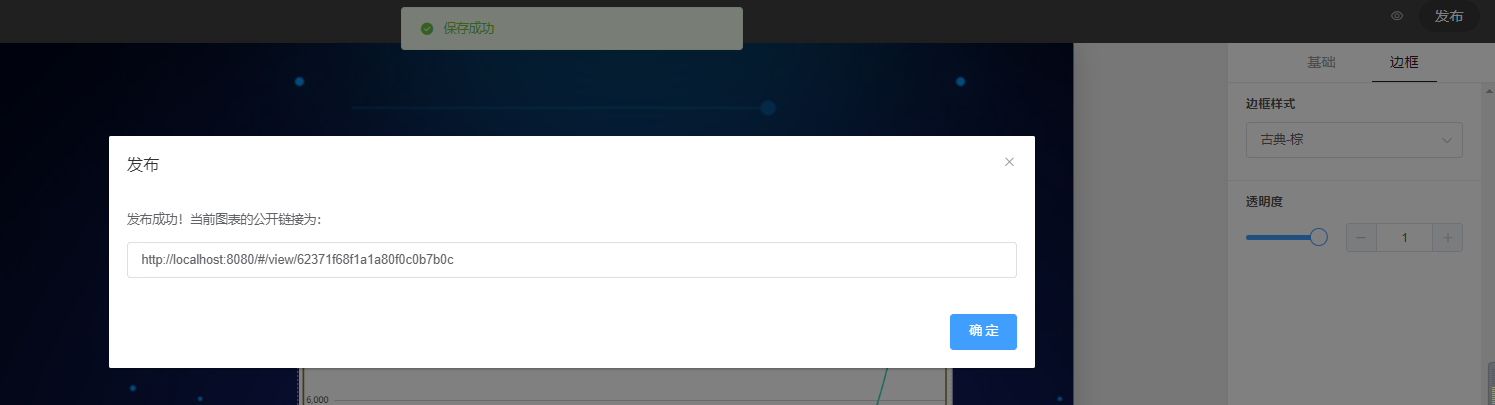 保存成功
发布
基础
边框
边框样式
古典-棕
透明度
1
发布
发布成功！当前图表的公开链接为：
http://localhost:8080/#/view/62371f68f1a1a80f0c0b7b0c
确定
6,000